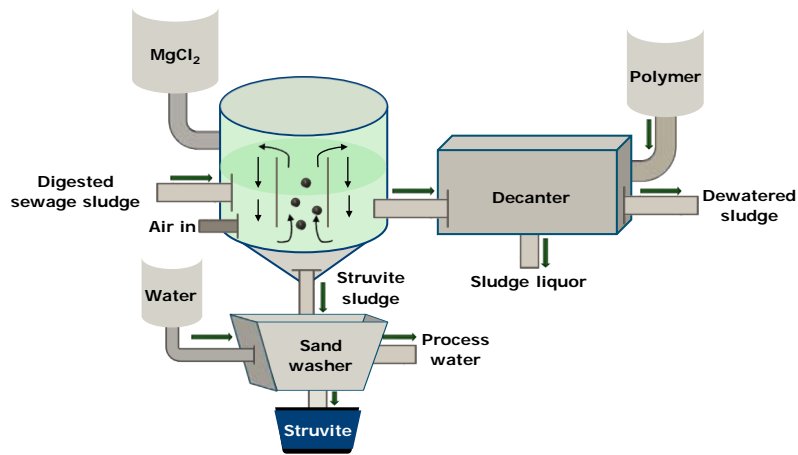 MgCl₂
Polymer
Digested
sewage sludge
Decanter
Dewatered
sludge
Air in
Struvite
sludge
Sludge liquor
Water
Sand
washer
Process
water
Struvite